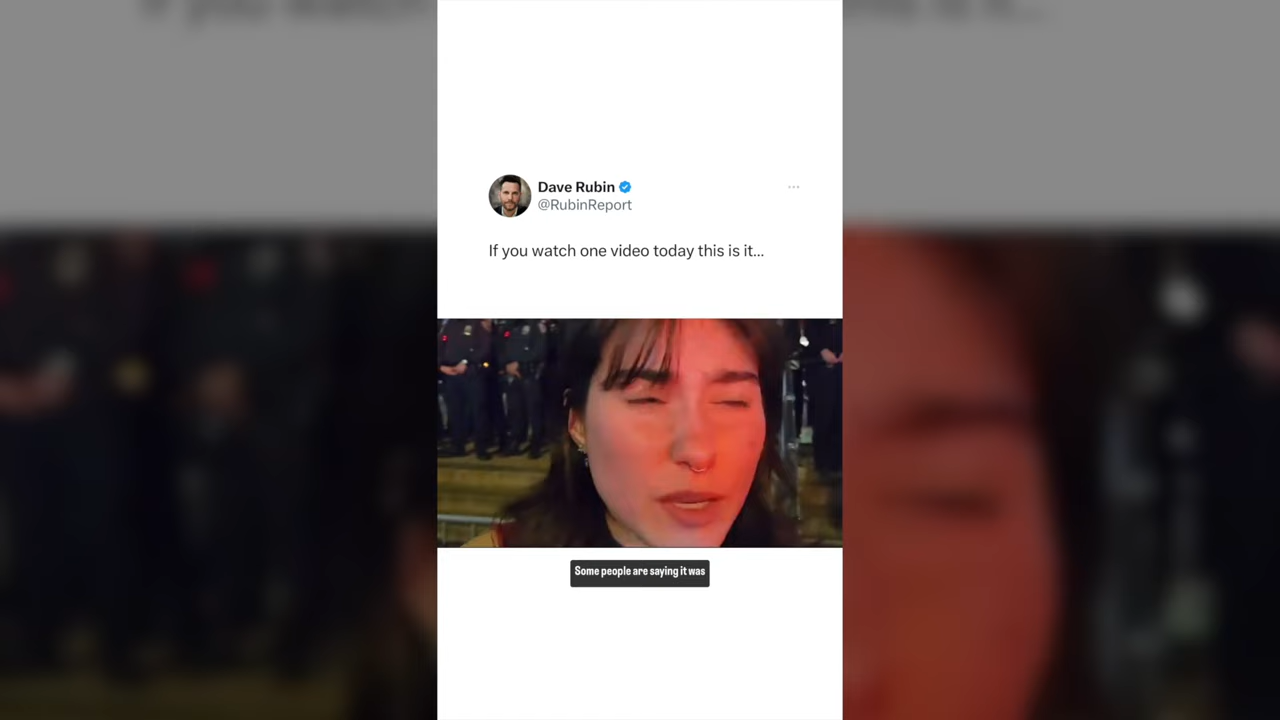 Dave Rubin
@RubinReport
If you watch one video today this is it...
Some people are saying it was